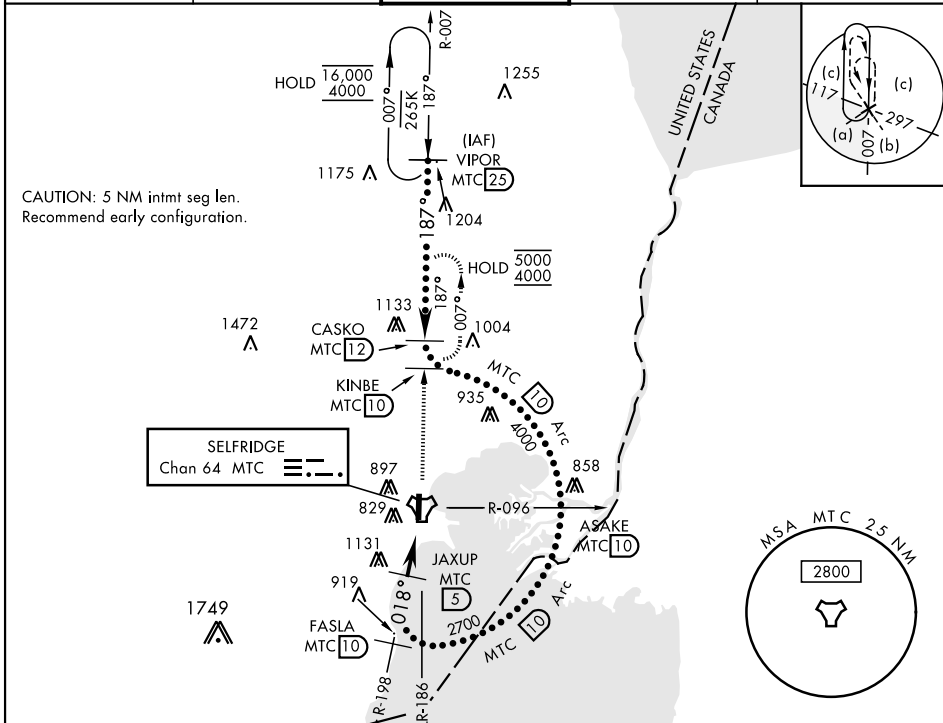 R-007
HOLD 16,000
4000
007°
265K
187°
1255
(IAF)
VIPOR
MTC 25
1175
1204
CAUTION: 5 NM intmt seg len.
Recommend early configuration.
187°
HOLD 5000
4000
187°
007°
1133
1004
1472
CASKO
MTC 12
KINBE
MTC 10
MTC 10 Arc
4000
935
SELFRIDGE
Chan 64 MTC
897
829
858
R-096
ASAKE
MTC 10
1131
JAXUP
MTC
5
919
018°
1749
FASLA
MTC 10
2700
MTC 10 Arc
R-198
R-186
UNITED STATES
CANADA
(c)
(c)
117
297
(a)
(b)
007
MSA MTC 25 NM
2800